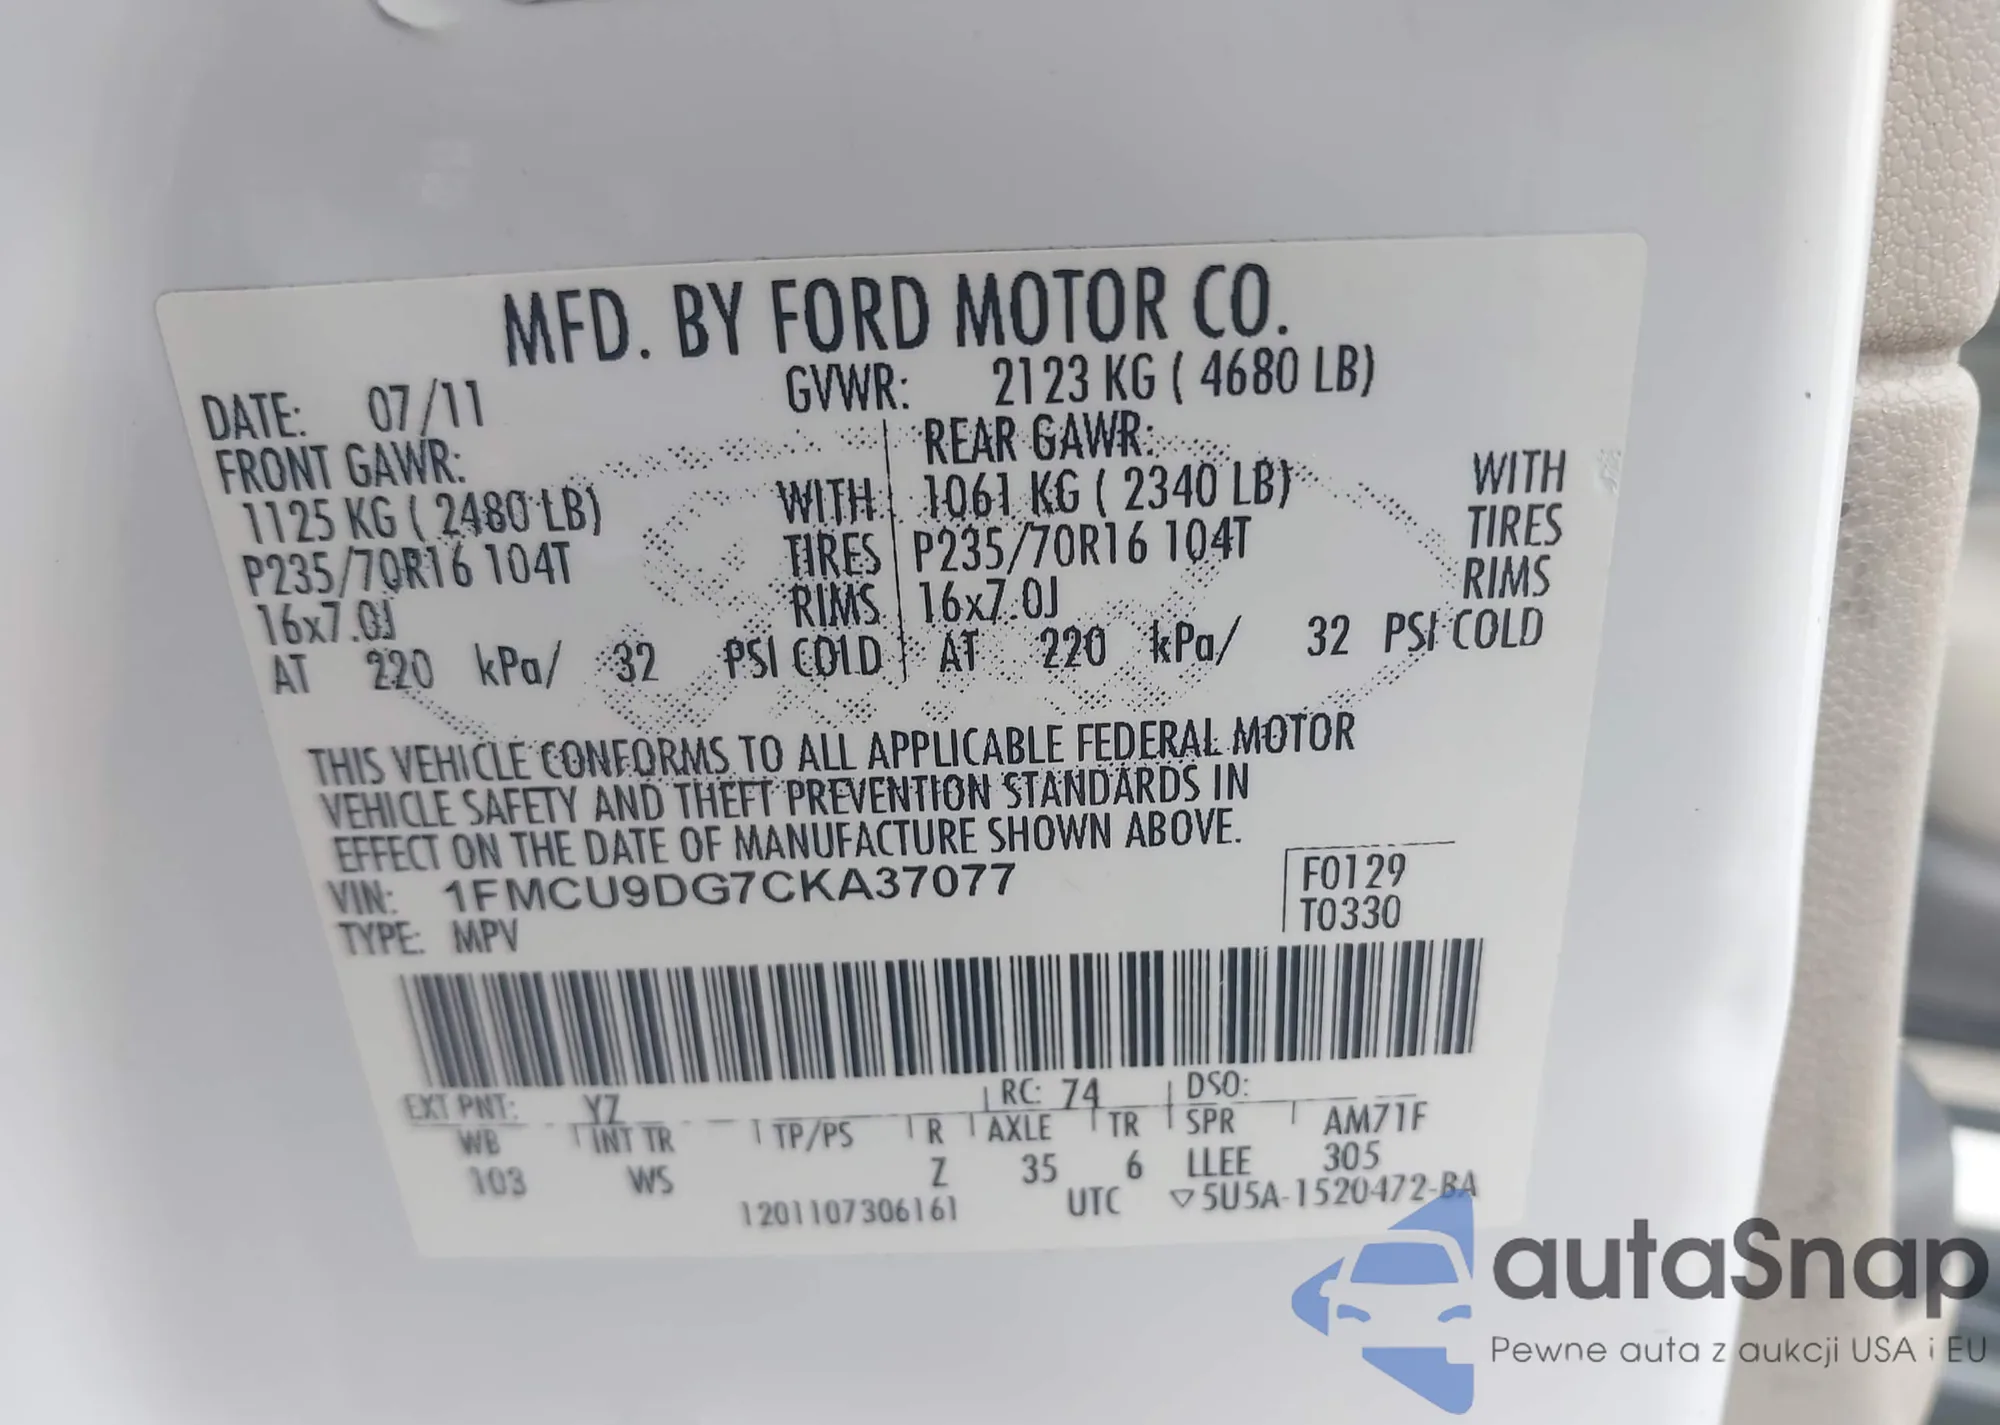 MFD. BY FORD MOTOR CO.
DATE: 07/11 GVWR: 2123 KG ( 4680 LB)
FRONT GAWR: REAR GAWR:
1125 KG ( 2480 LB) WITH 1061 KG ( 2340 LB) WITH
P235/70R16 104T TIRES P235/70R16 104T TIRES
16x7.0J RIMS 16x7.0J RIMS
AT 220 kPa/ 32 PSI COLD AT 220 kPa/ 32 PSI COLD
THIS VEHICLE CONFORMS TO ALL APPLICABLE FEDERAL MOTOR
VEHICLE SAFETY AND THEFT PREVENTION STANDARDS IN
EFFECT ON THE DATE OF MANUFACTURE SHOWN ABOVE.
VIN: 1FMCU9DG7CKA37077 F0129
TYPE: MPV T0330
EXT PNT: YZ RC: 74 DSO:
WB INT TR TP/PS R AXLE TR SPR AM71F
103 WS Z 35 6 LLEE 305
1201107306161 UTC ▽5U5A-1520472-BA
autaSnap
Pewne auta z aukcji USA i EU